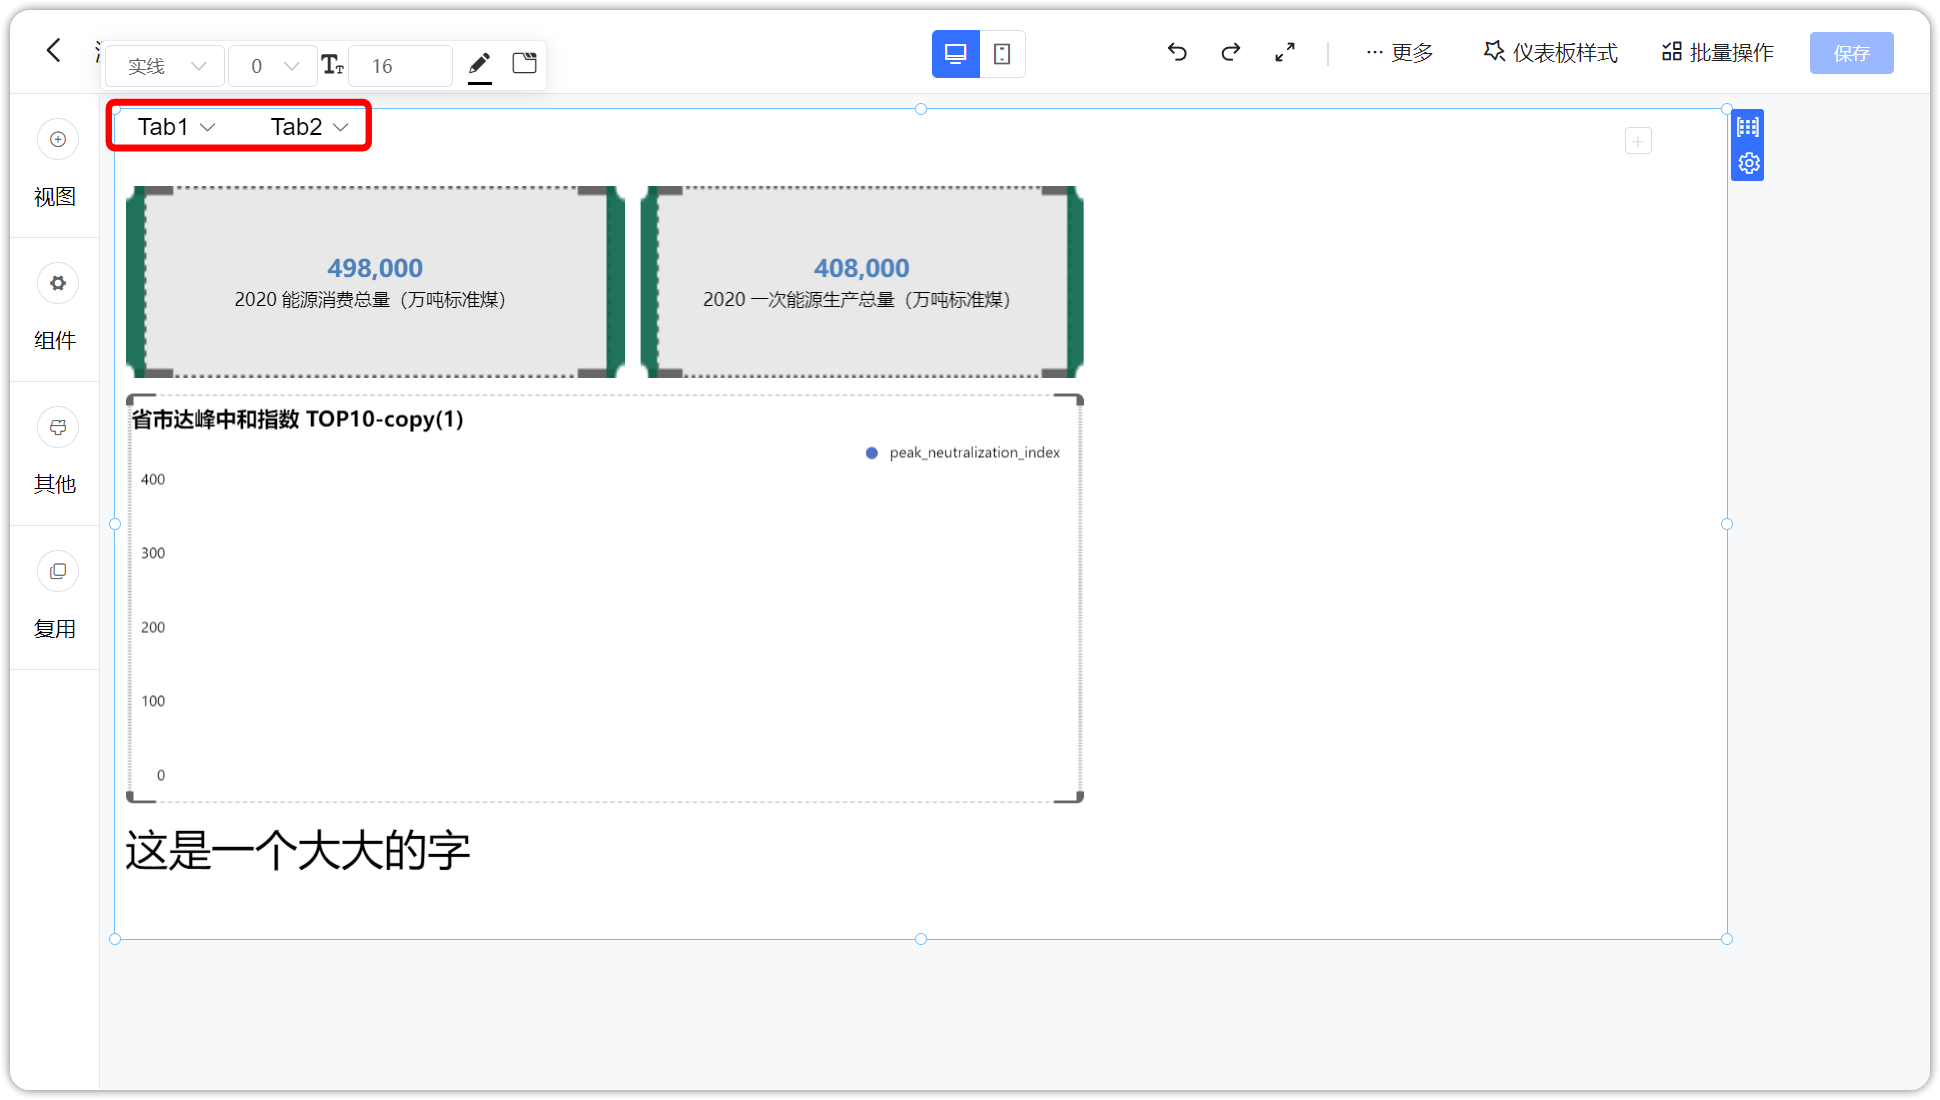 实线 0 16
··· 更多 仪表板样式 批量操作 保存
Tab1 Tab2
视图
组件
其他
复用
498,000
2020 能源消费总量（万吨标准煤）
408,000
2020 一次能源生产总量（万吨标准煤）
省市达峰中和指数 TOP10-copy(1)
peak_neutralization_index
400
300
200
100
0
这是一个大大的字